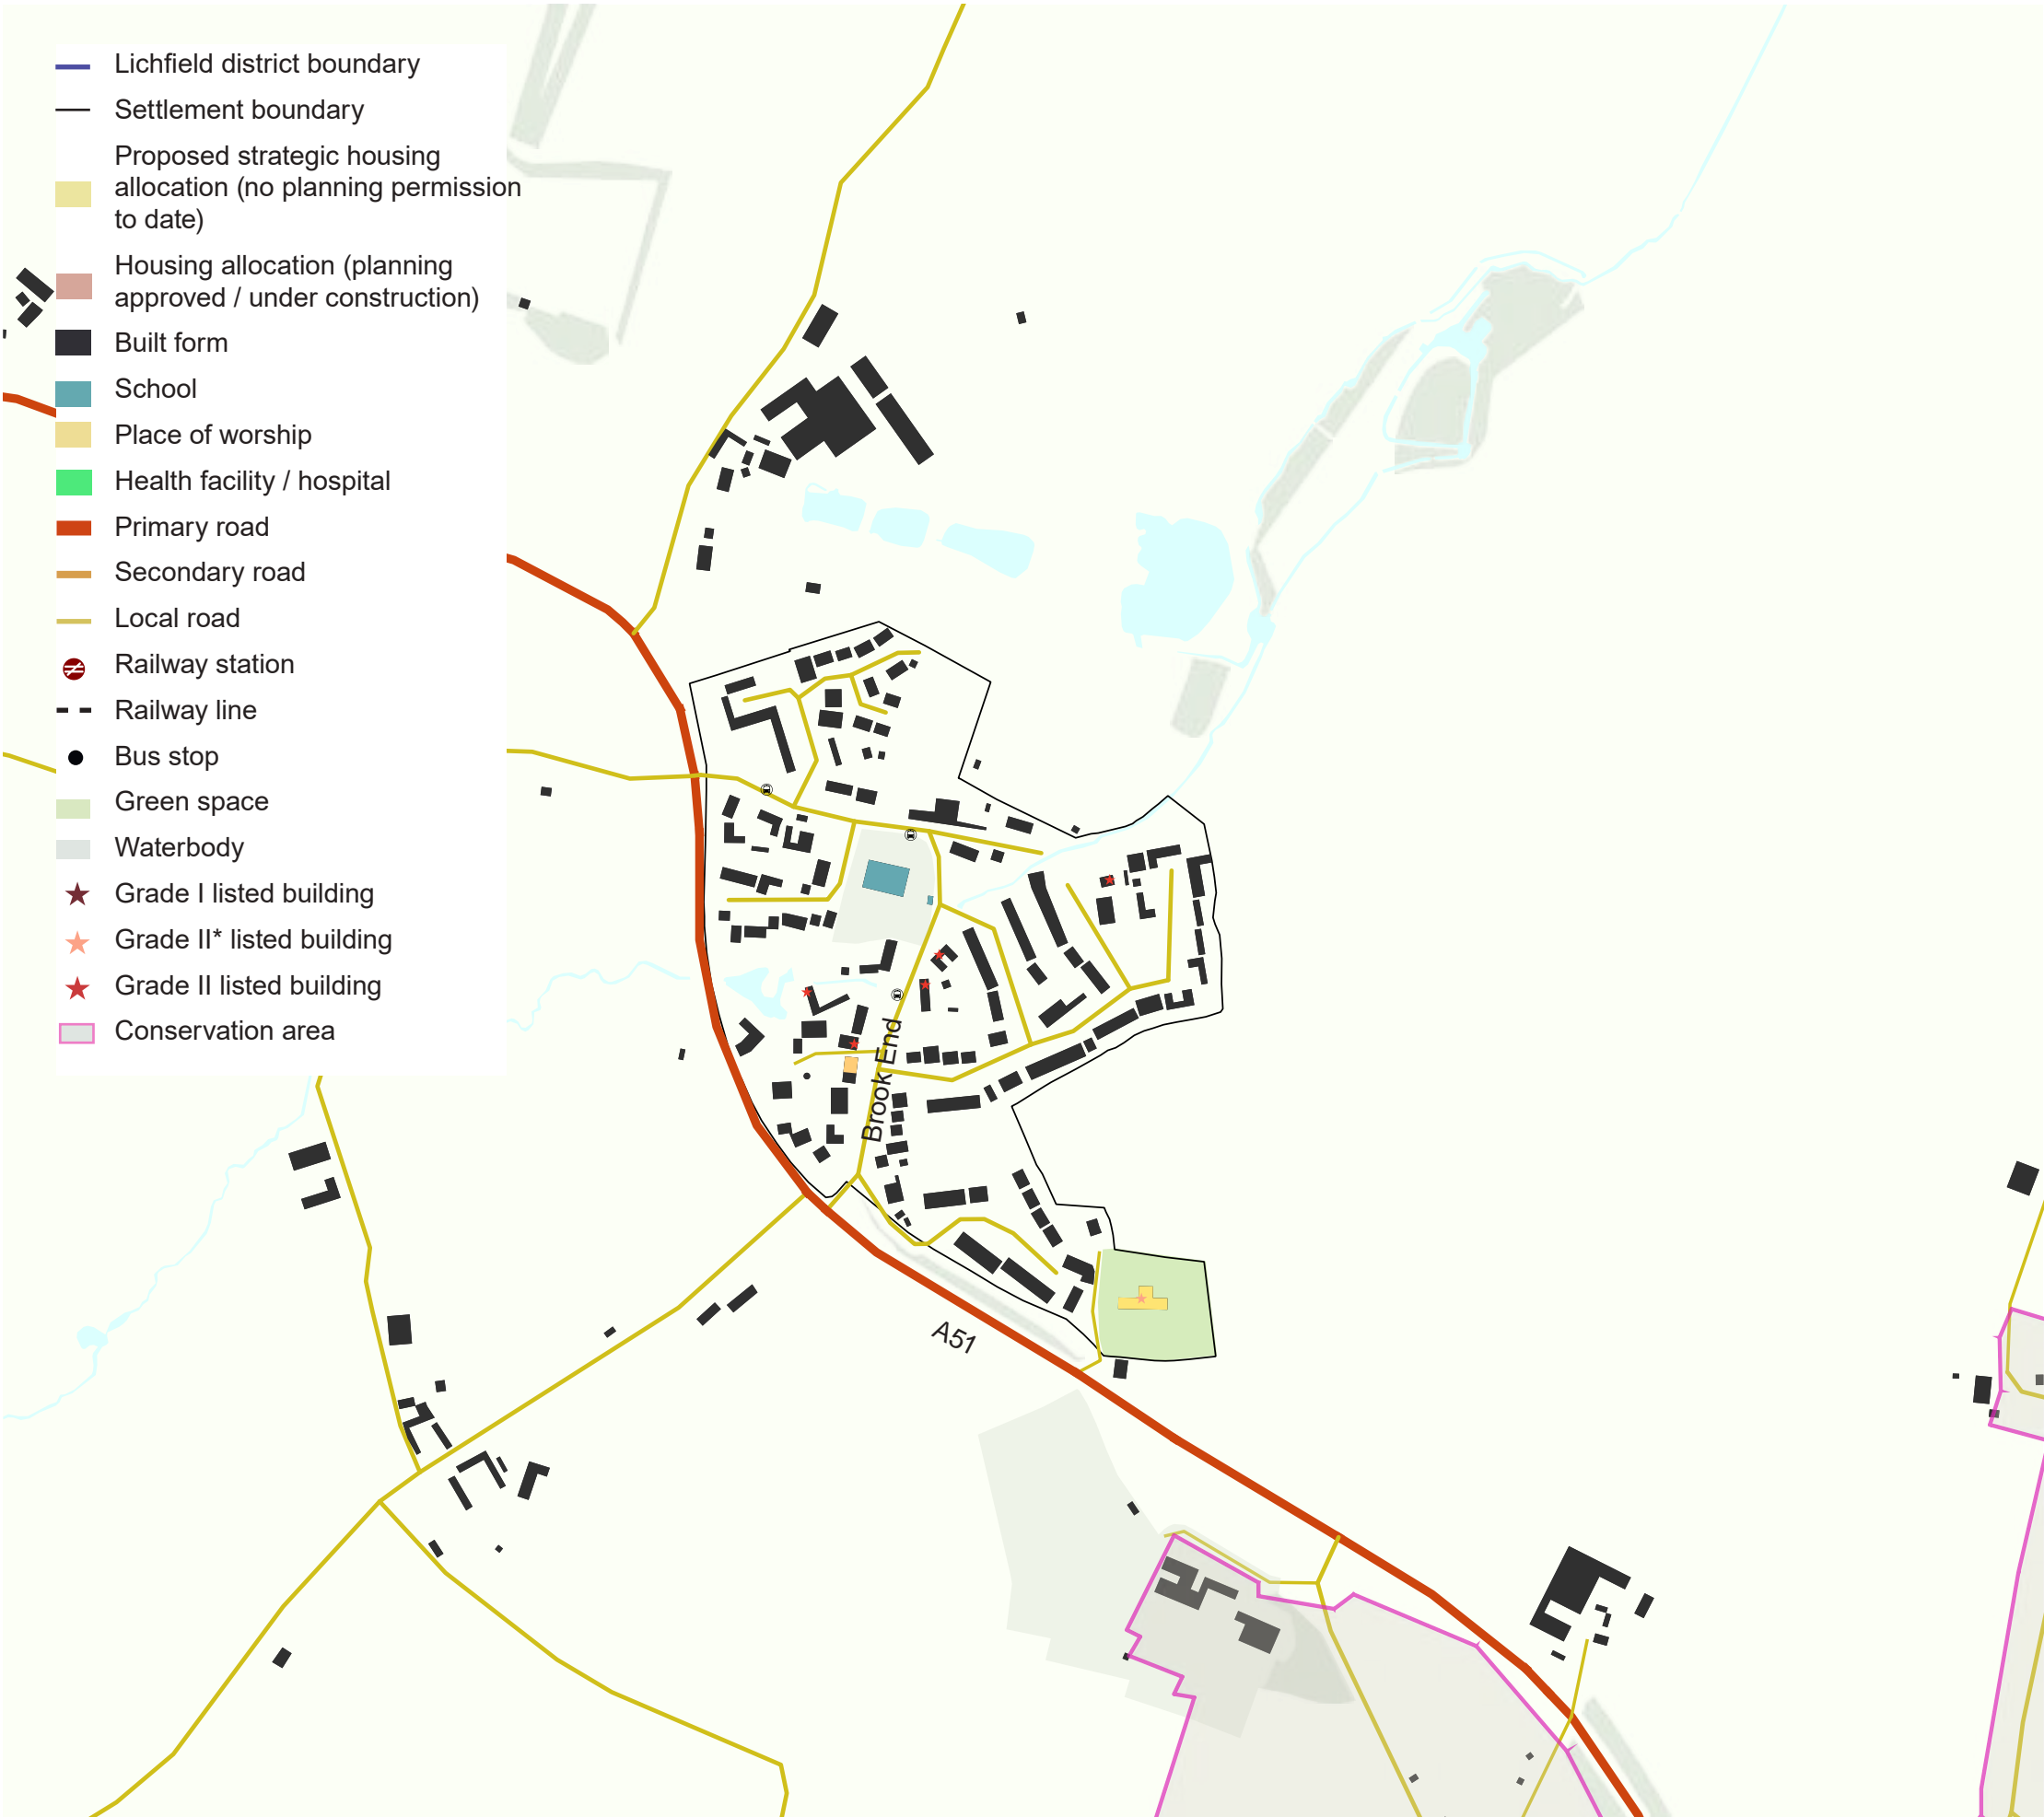 Lichfield district boundary
Settlement boundary
Proposed strategic housing
allocation (no planning permission
to date)
Housing allocation (planning
approved / under construction)
Built form
School
Place of worship
Health facility / hospital
Primary road
Secondary road
Local road
Railway station
Railway line
Bus stop
Green space
Waterbody
Grade I listed building
Grade II* listed building
Grade II listed building
Conservation area
Brook End
A51